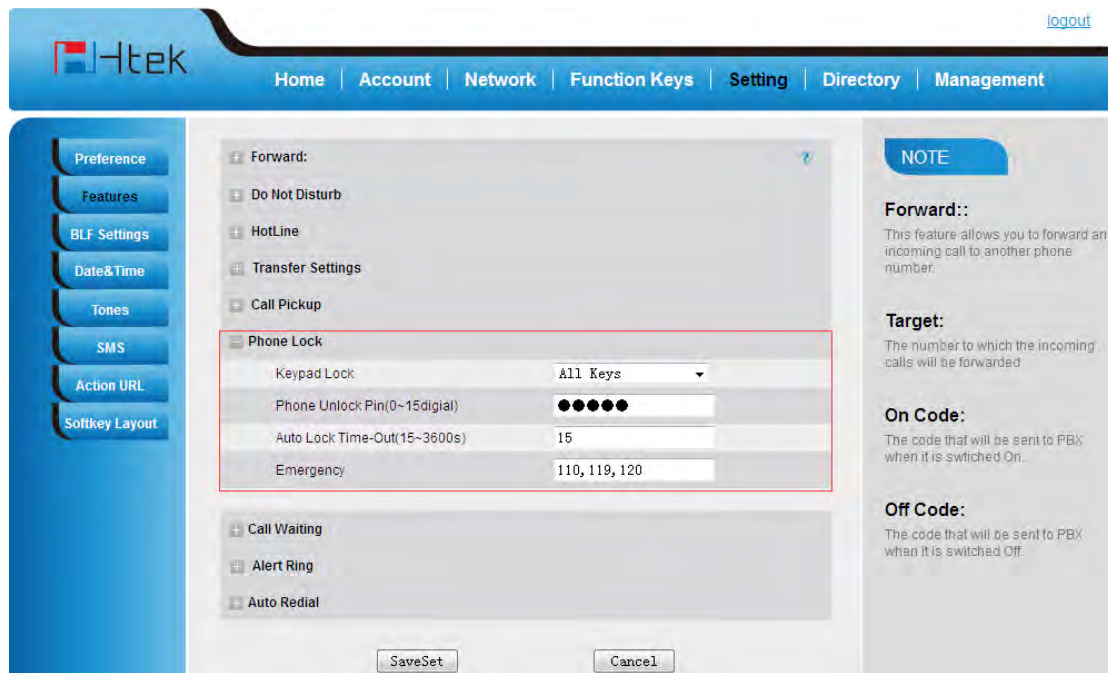 logout
Htek
Home | Account | Network | Function Keys | Setting | Directory | Management
Preference
Features
BLF Settings
Date&Time
Tones
SMS
Action URL
Softkey Layout
Forward:
?
Do Not Disturb
HotLine
Transfer Settings
Call Pickup
Phone Lock
Keypad Lock
All Keys
Phone Unlock Pin(0~15digial)
●●●●●
Auto Lock Time-Out(15~3600s)
15
Emergency
110,119,120
Call Waiting
Alert Ring
Auto Redial
SaveSet
Cancel
NOTE
Forward::
This feature allows you to forward an
incoming call to another phone
number.
Target:
The number to which the incoming
calls will be forwarded
On Code:
The code that will be sent to PBX
when it is swtiched On.
Off Code:
The code that will be sent to PBX
when it is switched Off.